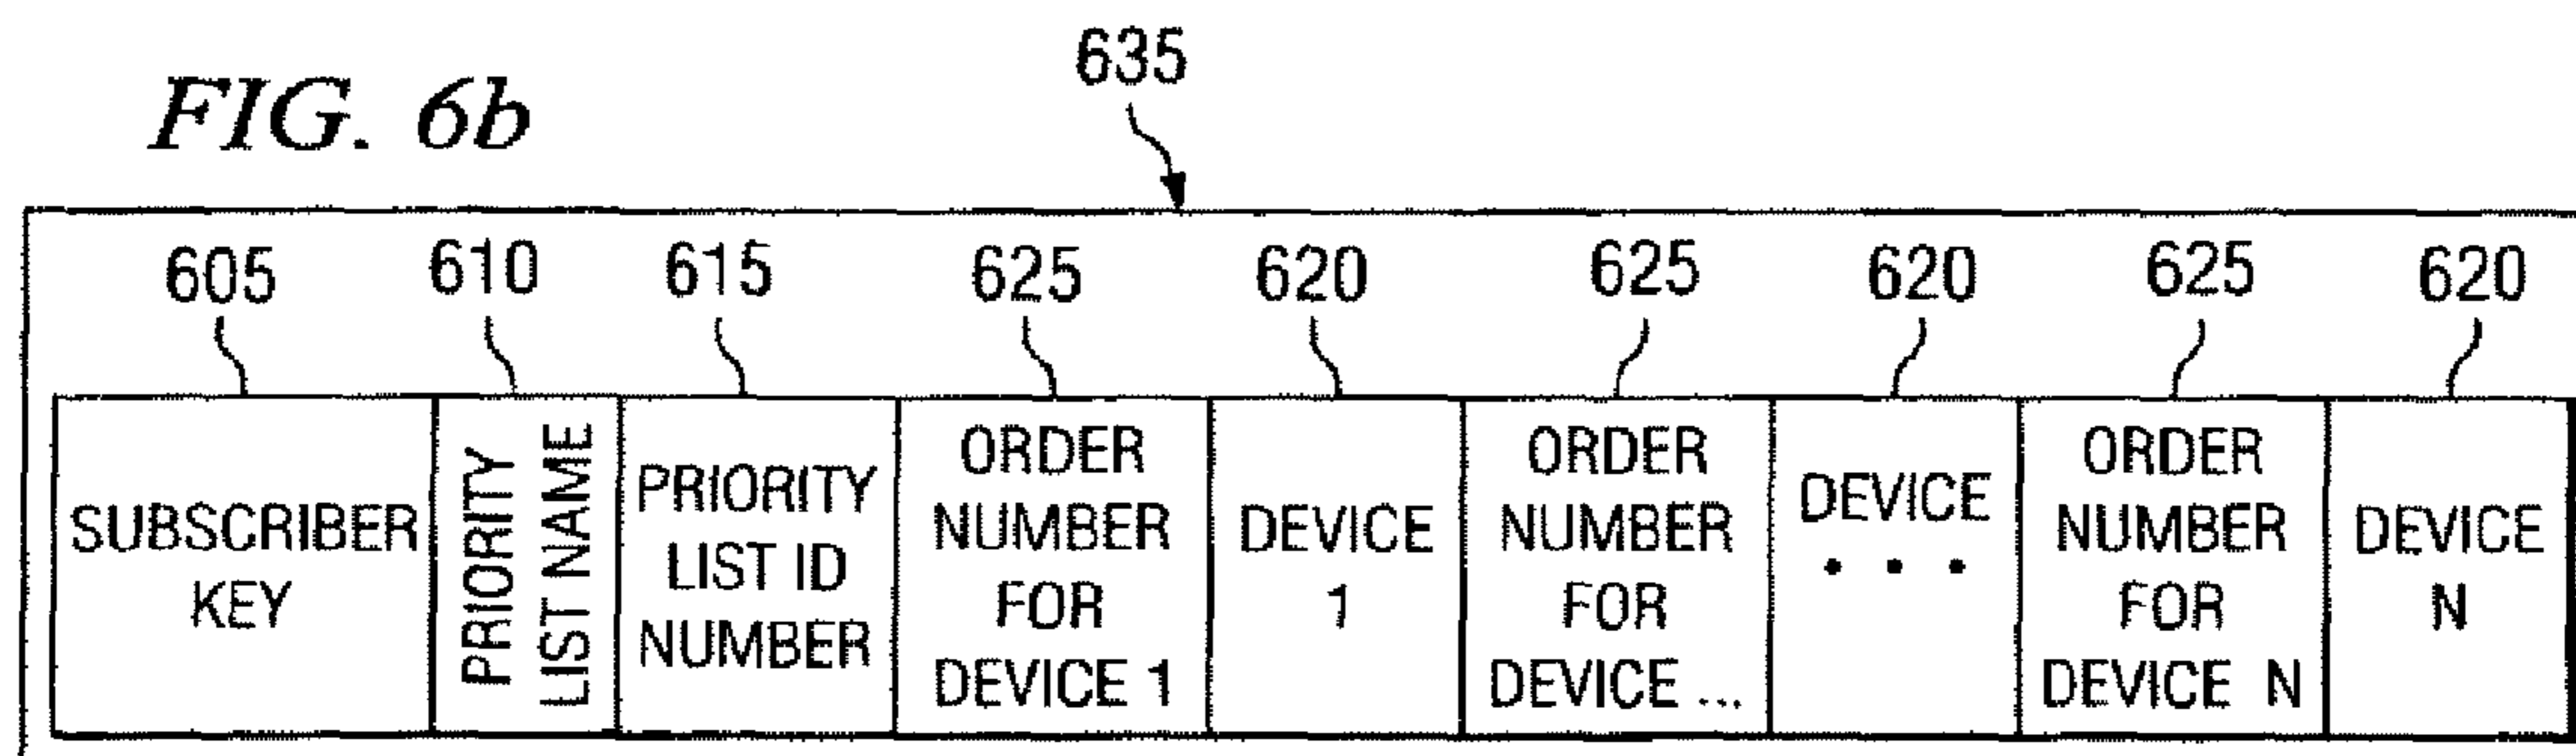 FIG. 6b
635
605 610 615 625 620 625 620 625 620
SUBSCRIBER
KEY
PRIORITY
LIST NAME
PRIORITY
LIST ID
NUMBER
ORDER
NUMBER
FOR
DEVICE 1
DEVICE
1
ORDER
NUMBER
FOR
DEVICE ...
DEVICE
• • •
ORDER
NUMBER
FOR
DEVICE N
DEVICE
N